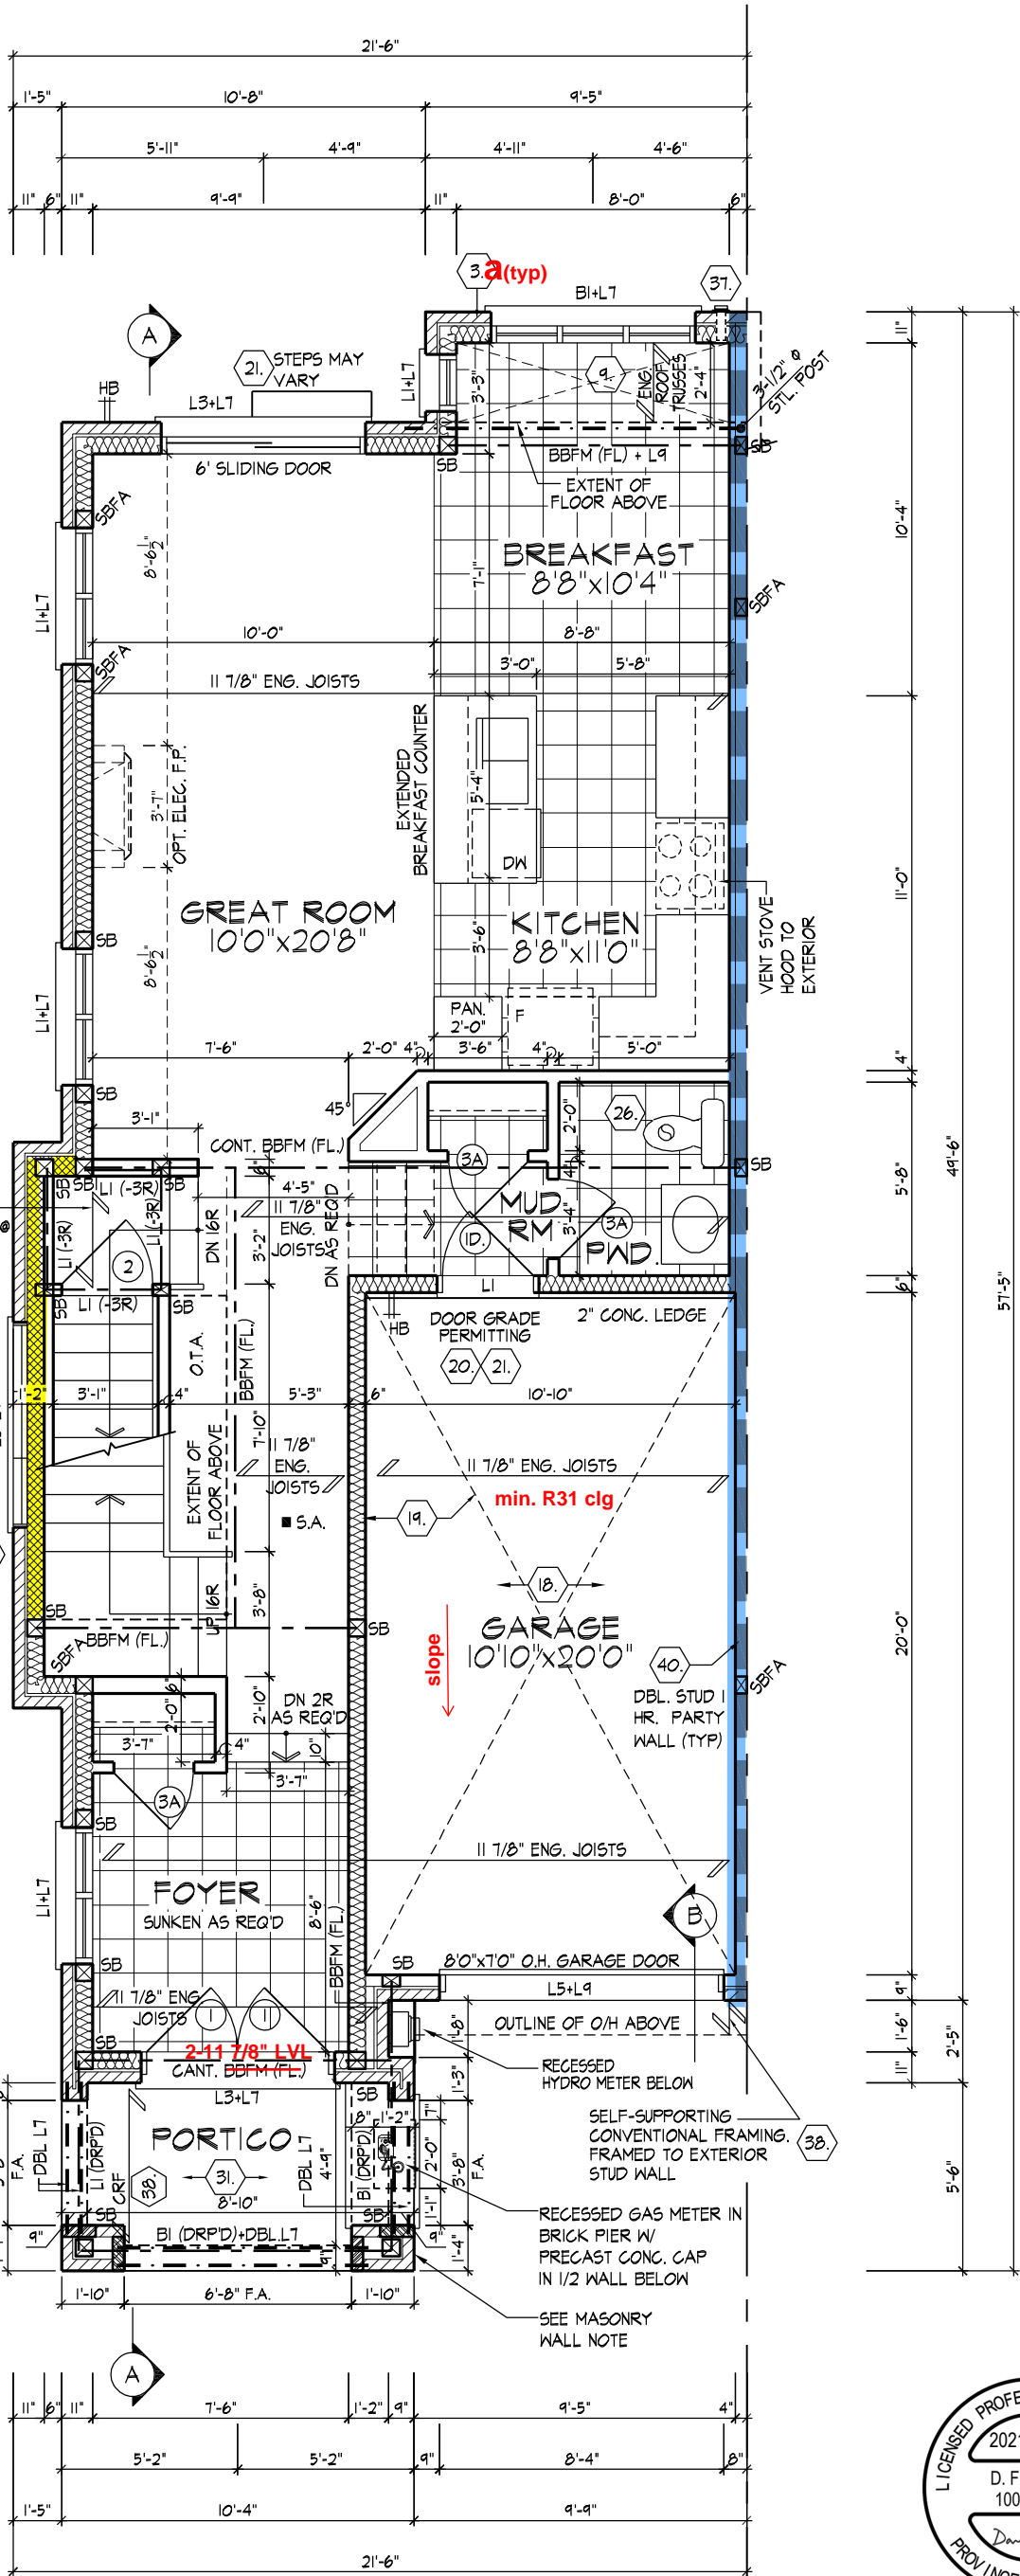 21'-6"
1'-5" 10'-8" 9'-5"
5'-11" 4'-9" 4'-11" 4'-6"
11" 6" 11" 9'-9" 11" 8'-0" 6"
3. a(typ)
37.
B1+L7
A
21. STEPS MAY
VARY
HB
L3+L7
L1+L7
3'-3"
9.
ENG.
ROOF
TRUSSES
2'-4"
3-1/2" Φ
STL. POST
11"
6' SLIDING DOOR
SB
BBFM (FL) + L9
SB
EXTENT OF
FLOOR ABOVE
SBFA
8'-6 1/2"
BREAKFAST
8'8"x10'4"
7'-1"
10'-4"
SBFA
L1+L7
10'-0" 8'-8"
SBFA
3'-0" 5'-8"
11 7/8" ENG. JOISTS
EXTENDED
BREAKFAST COUNTER
3'-7"
OPT. ELEC. F.P.
5'-4"
DW
GREAT ROOM
10'0"x20'8"
KITCHEN
8'8"x11'0"
11'-0"
VENT STOVE
HOOD TO
EXTERIOR
SB
8'-6 1/2"
3'-6"
L1+L7
PAN.
2'-0"
F
7'-6" 2'-0" 4" 3'-6" 4" 5'-0"
4"
SB
3'-1"
45°
26.
2'-0"
CONT. BBFM (FL.)
3A
49'-6"
SB
SB
SB
6"
4"
L1 (-3R)
4'-5"
11 7/8"
ENG.
JOISTS
DN AS REQ'D
MUD
RM
3'-4"
3A
PWD.
5'-8"
L1 (-3R)
L1 (-3R)
DN 16R
3'-2"
1D.
2
57'-5"
SB
L1 (-3R)
SB
L1
6"
HB
DOOR GRADE
PERMITTING
2" CONC. LEDGE
O.T.A.
BBFM (FL.)
20. 21.
1'-2" 3'-1" 4" 5'-3" 6" 10'-10"
7'-10"
EXTENT OF
FLOOR ABOVE
11 7/8"
ENG.
JOISTS
11 7/8" ENG. JOISTS
min. R31 clg
S.A.
19.
18.
UP 16R
3'-8"
SB
SB
BBFM (FL.)
slope
GARAGE
10'10"x20'0"
20'-0"
SBFA
40.
SBFA
DBL. STUD 1
HR. PARTY
WALL (TYP)
2'-0" 6"
2'-10"
DN 2R
AS REQ'D
3'-7" 4"
10"
3'-7"
3A
SB
11 7/8" ENG. JOISTS
FOYER
SUNKEN AS REQ'D
8'-6"
BBFM (FL.)
L1+L7
B
SB
SB
8'0"x7'0" O.H. GARAGE DOOR
L5+L9
9"
11 7/8" ENG
JOISTS
1 11
1'-8"
OUTLINE OF O/H ABOVE
1'-6"
2'-5"
SB
2-11 7/8" LVL
CANT. BBFM (FL.)
RECESSED
HYDRO METER BELOW
11"
L3+L7
SB
1'-3"
PORTICO
8" 1'-2" 7"
SELF-SUPPORTING
CONVENTIONAL FRAMING.
FRAMED TO EXTERIOR
STUD WALL
38.
F.A.
DBL L7
L1 (DRP'D)
CRF
38.
31.
8'-10"
DBL L7
4'-9"
B1 (DRP'D)
2'-0"
3'-8"
F.A.
1'-1"
5'-6"
SB
SB
9"
B1 (DRP'D)+DBL.L7
9"
9"
1'-4"
RECESSED GAS METER IN
BRICK PIER W/
PRECAST CONC. CAP
IN 1/2 WALL BELOW
1'-10" 6'-8" F.A. 1'-10"
SEE MASONRY
WALL NOTE
A
11" 6" 11" 7'-6" 1'-2" 9" 9'-5" 4"
5'-2" 5'-2" 9" 8'-4" 8"
1'-5" 10'-4" 9'-9"
21'-6"
LICENSED PROFE
2021
D. F
100